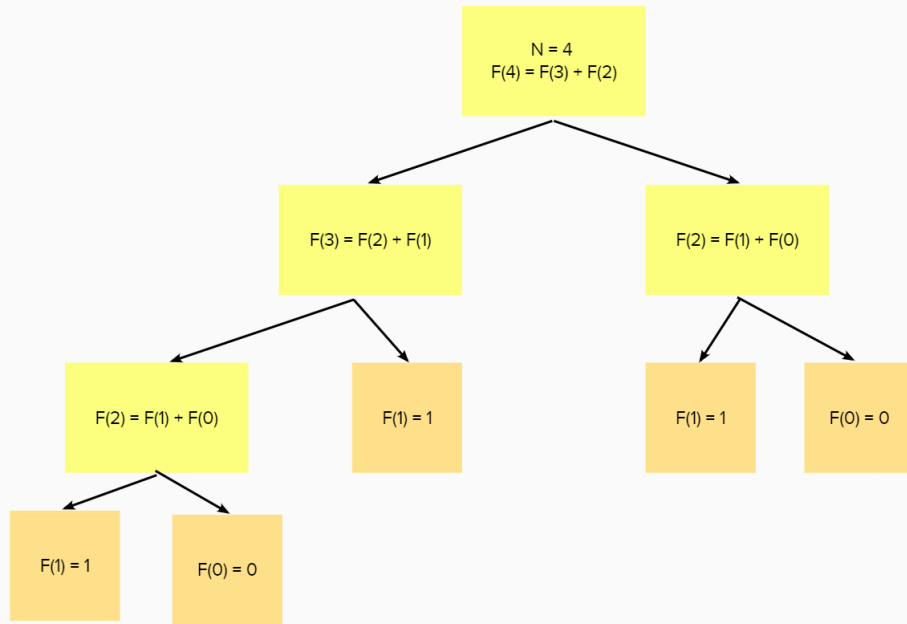 N = 4
F(4) = F(3) + F(2)
F(3) = F(2) + F(1)
F(2) = F(1) + F(0)
F(2) = F(1) + F(0)
F(1) = 1
F(1) = 1
F(0) = 0
F(1) = 1
F(0) = 0